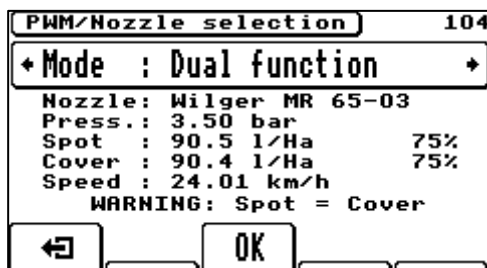 PWM/Nozzle selection 104
Mode : Dual function
Nozzle: Wilger MR 65-03
Press.: 3.50 bar
Spot : 90.5 l/Ha 75%
Cover : 90.4 l/Ha 75%
Speed : 24.01 km/h
WARNING: Spot = Cover
OK